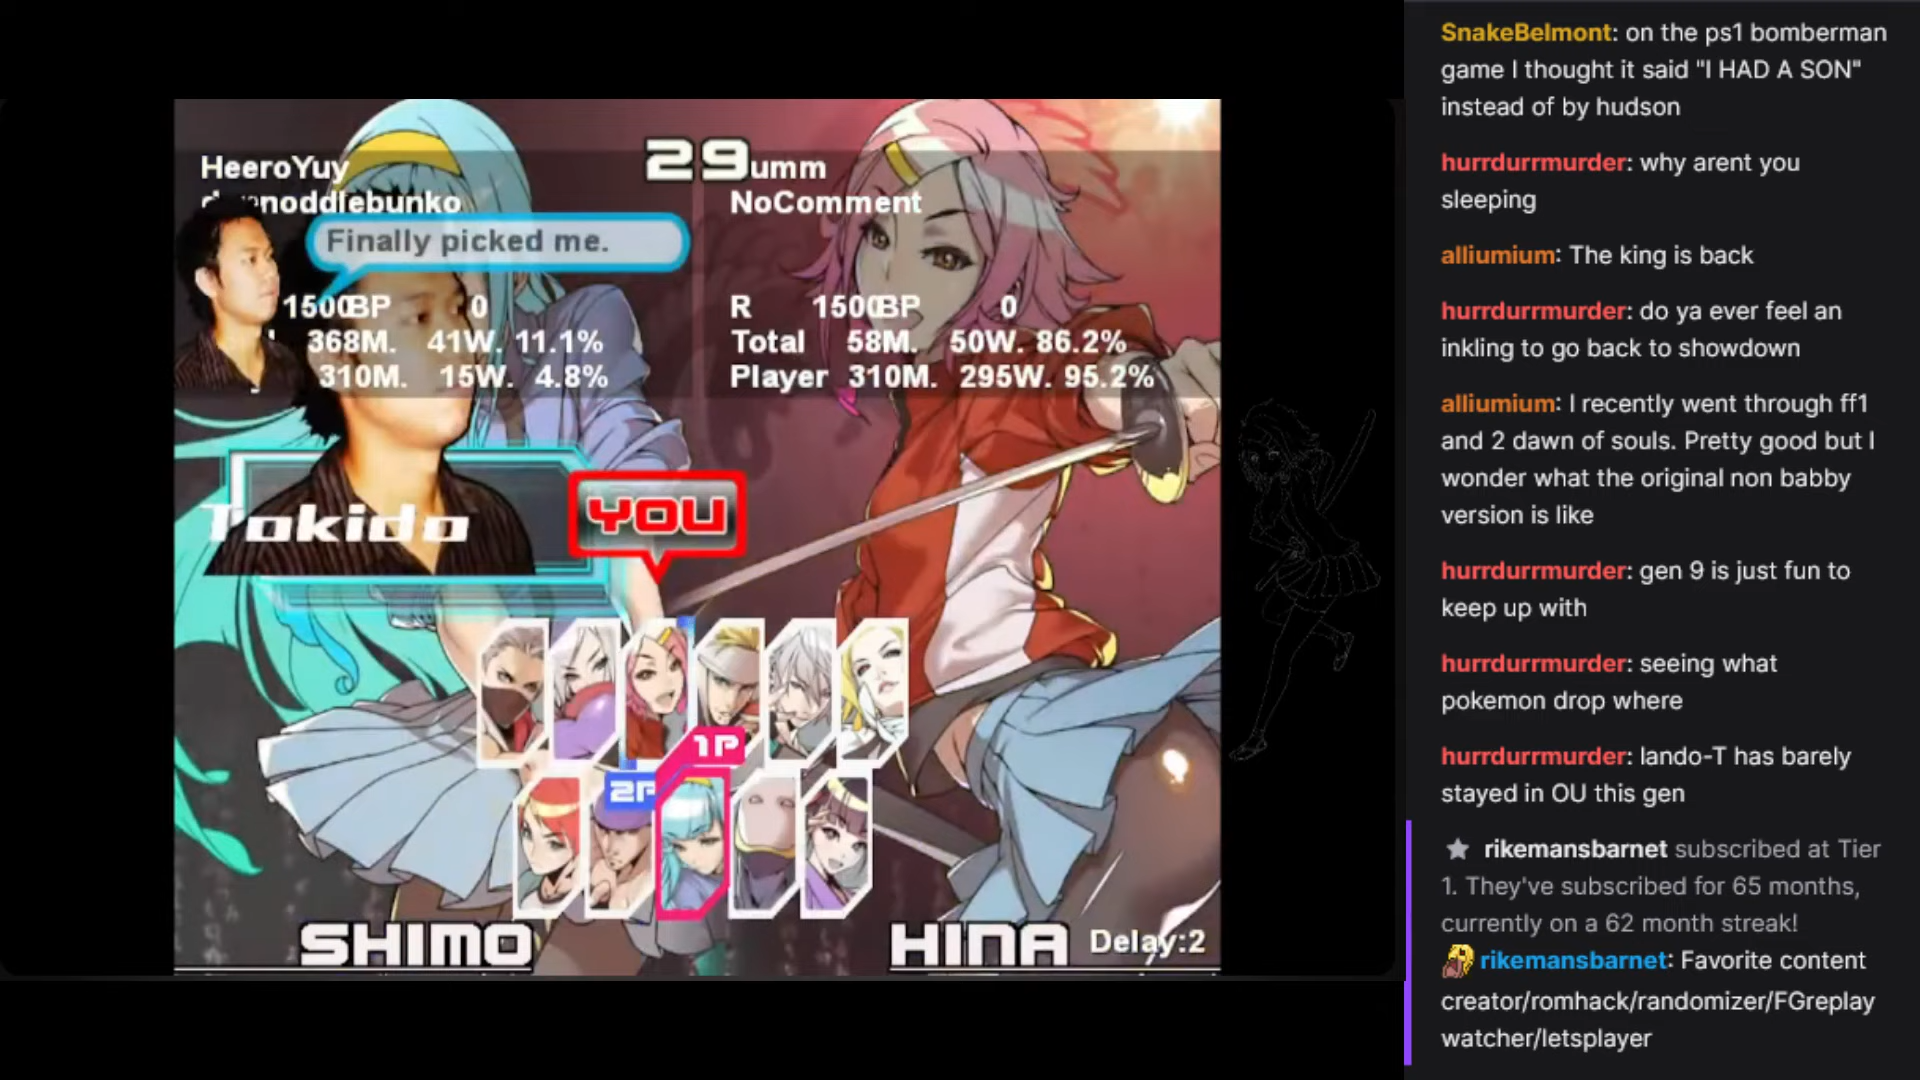 HeeroYuy
29
umm
noddlebunko
NoComment
Finally picked me.
1500BP 0
R 1500BP 0
368M. 41W. 11.1%
Total 58M. 50W. 86.2%
310M. 15W. 4.8%
Player 310M. 295W. 95.2%
Tokido
YOU
1P
2P
SHIMO
HINA
Delay:2
SnakeBelmont: on the ps1 bomberman
game I thought it said "I HAD A SON"
instead of by hudson
hurrdurrmurder: why arent you
sleeping
alliumium: The king is back
hurrdurrmurder: do ya ever feel an
inkling to go back to showdown
alliumium: I recently went through ff1
and 2 dawn of souls. Pretty good but I
wonder what the original non babby
version is like
hurrdurrmurder: gen 9 is just fun to
keep up with
hurrdurrmurder: seeing what
pokemon drop where
hurrdurrmurder: lando-T has barely
stayed in OU this gen
rikemansbarnet subscribed at Tier
1. They've subscribed for 65 months,
currently on a 62 month streak!
rikemansbarnet: Favorite content
creator/romhack/randomizer/FGreplay
watcher/letsplayer